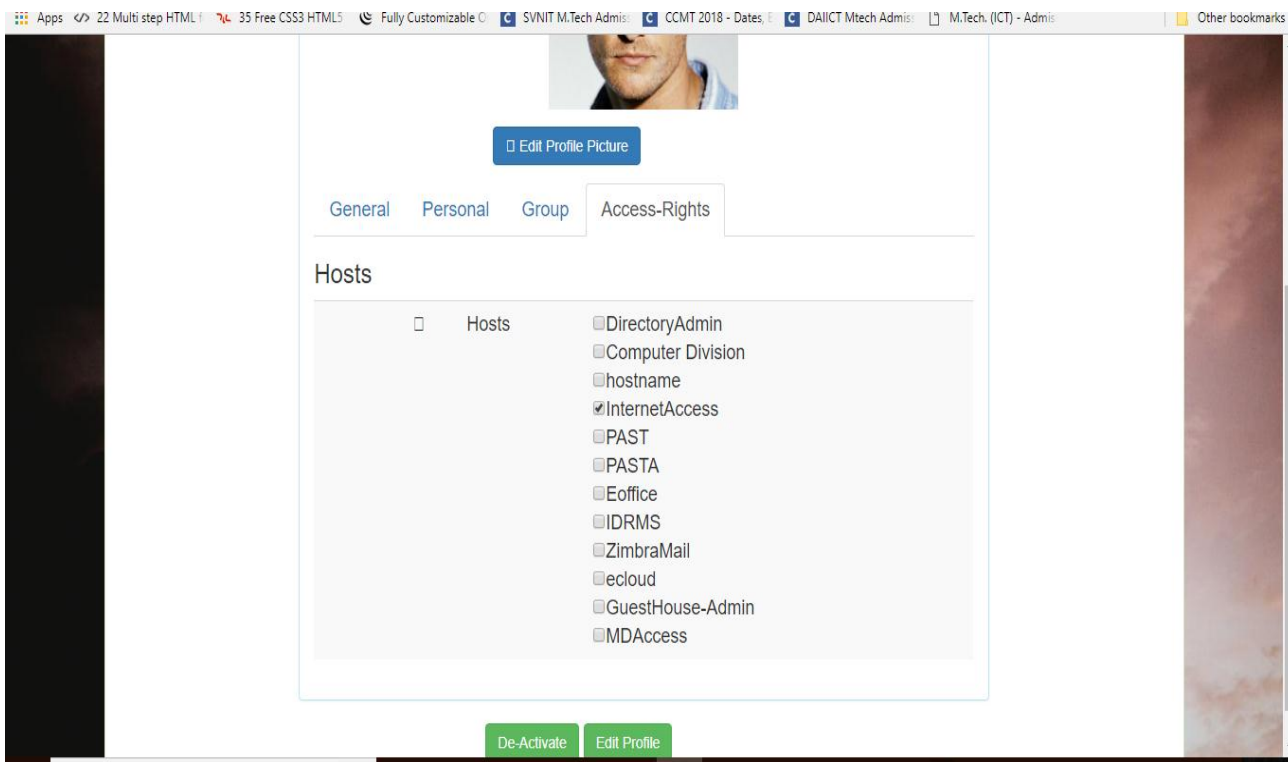 Apps 22 Multi step HTML f 35 Free CSS3 HTML5 Fully Customizable O C SVNIT M.Tech Admis C CCMT 2018 - Dates, E C DAIICT Mtech Admis M.Tech. (ICT) - Admis Other bookmarks
Edit Profile Picture
General Personal Group Access-Rights
Hosts
Hosts DirectoryAdmin
Computer Division
hostname
InternetAccess
PAST
PASTA
Eoffice
IDRMS
ZimbraMail
ecloud
GuestHouse-Admin
MDAccess
De-Activate Edit Profile